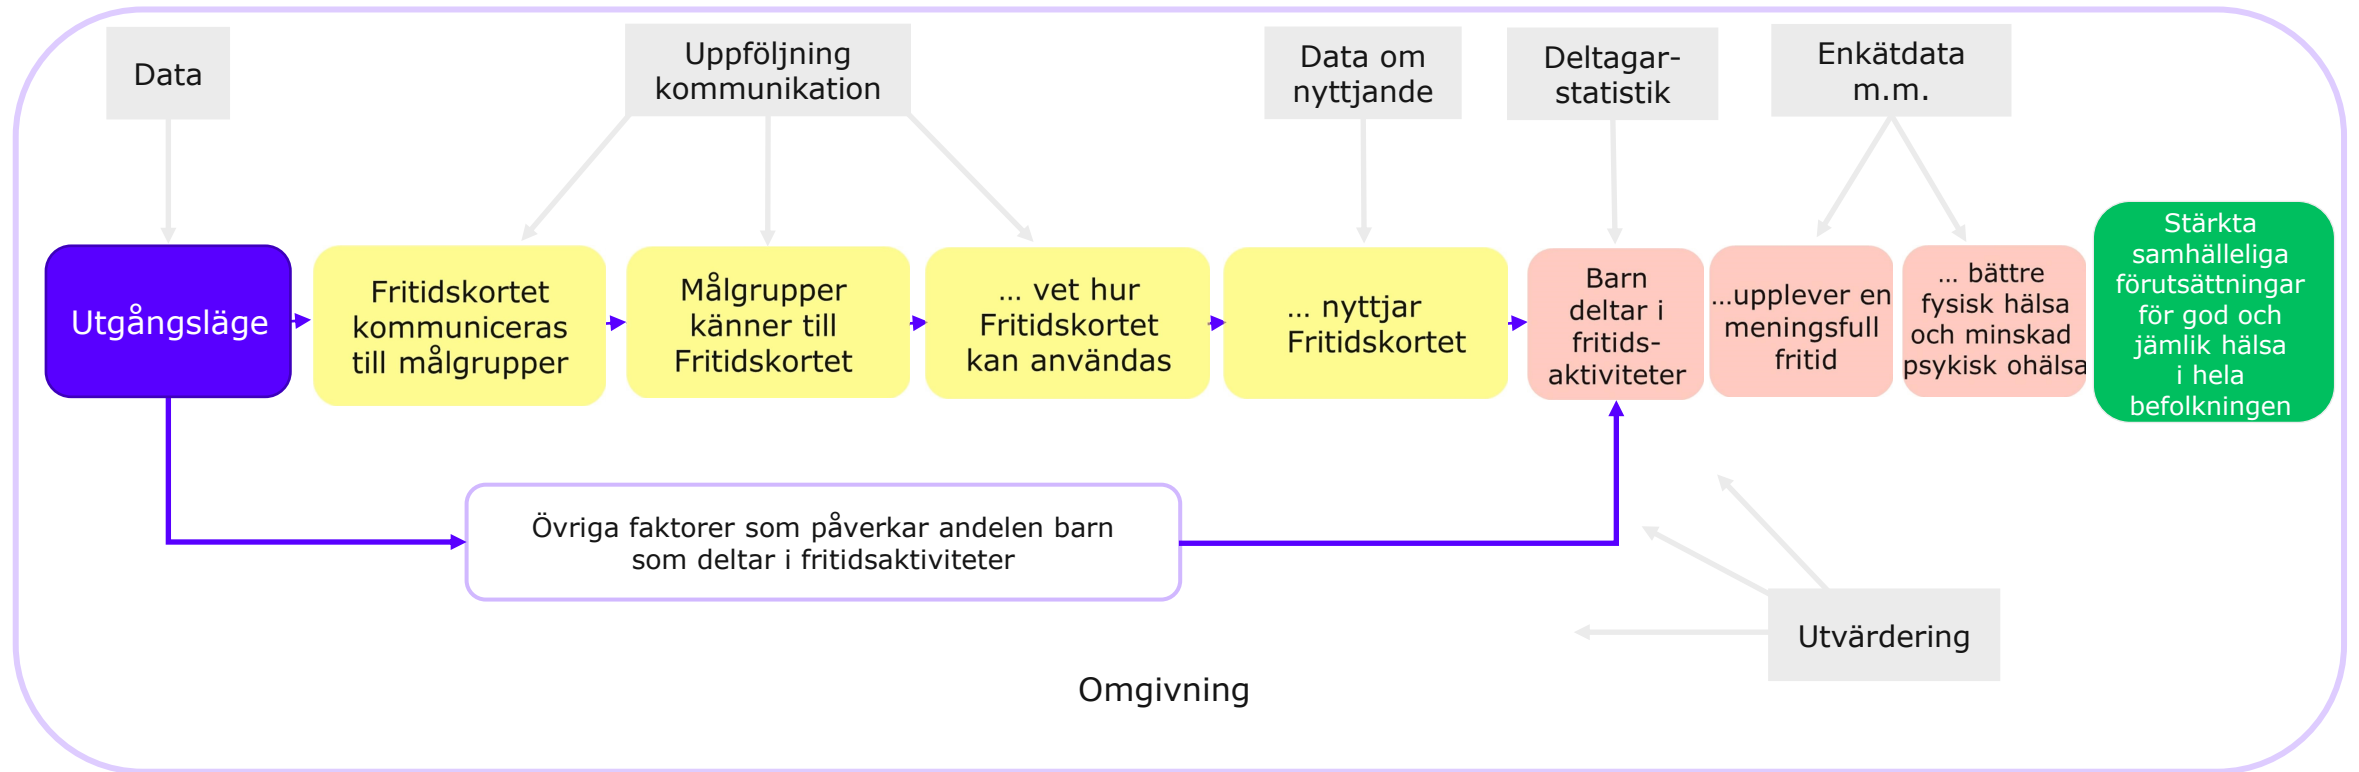 Data
Uppföljning
kommunikation
Data om
nyttjande
Deltagar-
statistik
Enkätdata
m.m.
Utgångsläge
Fritidskortet
kommuniceras
till målgrupper
Målgrupper
känner till
Fritidskortet
... vet hur
Fritidskortet
kan användas
... nyttjar
Fritidskortet
Barn
deltar i
fritids-
aktiviteter
...upplever en
meningsfull
fritid
... bättre
fysisk hälsa
och minskad
psykisk ohälsa
Stärkta
samhälleliga
förutsättningar
för god och
jämlik hälsa
i hela
befolkningen
Övriga faktorer som påverkar andelen barn
som deltar i fritidsaktiviteter
Utvärdering
Omgivning